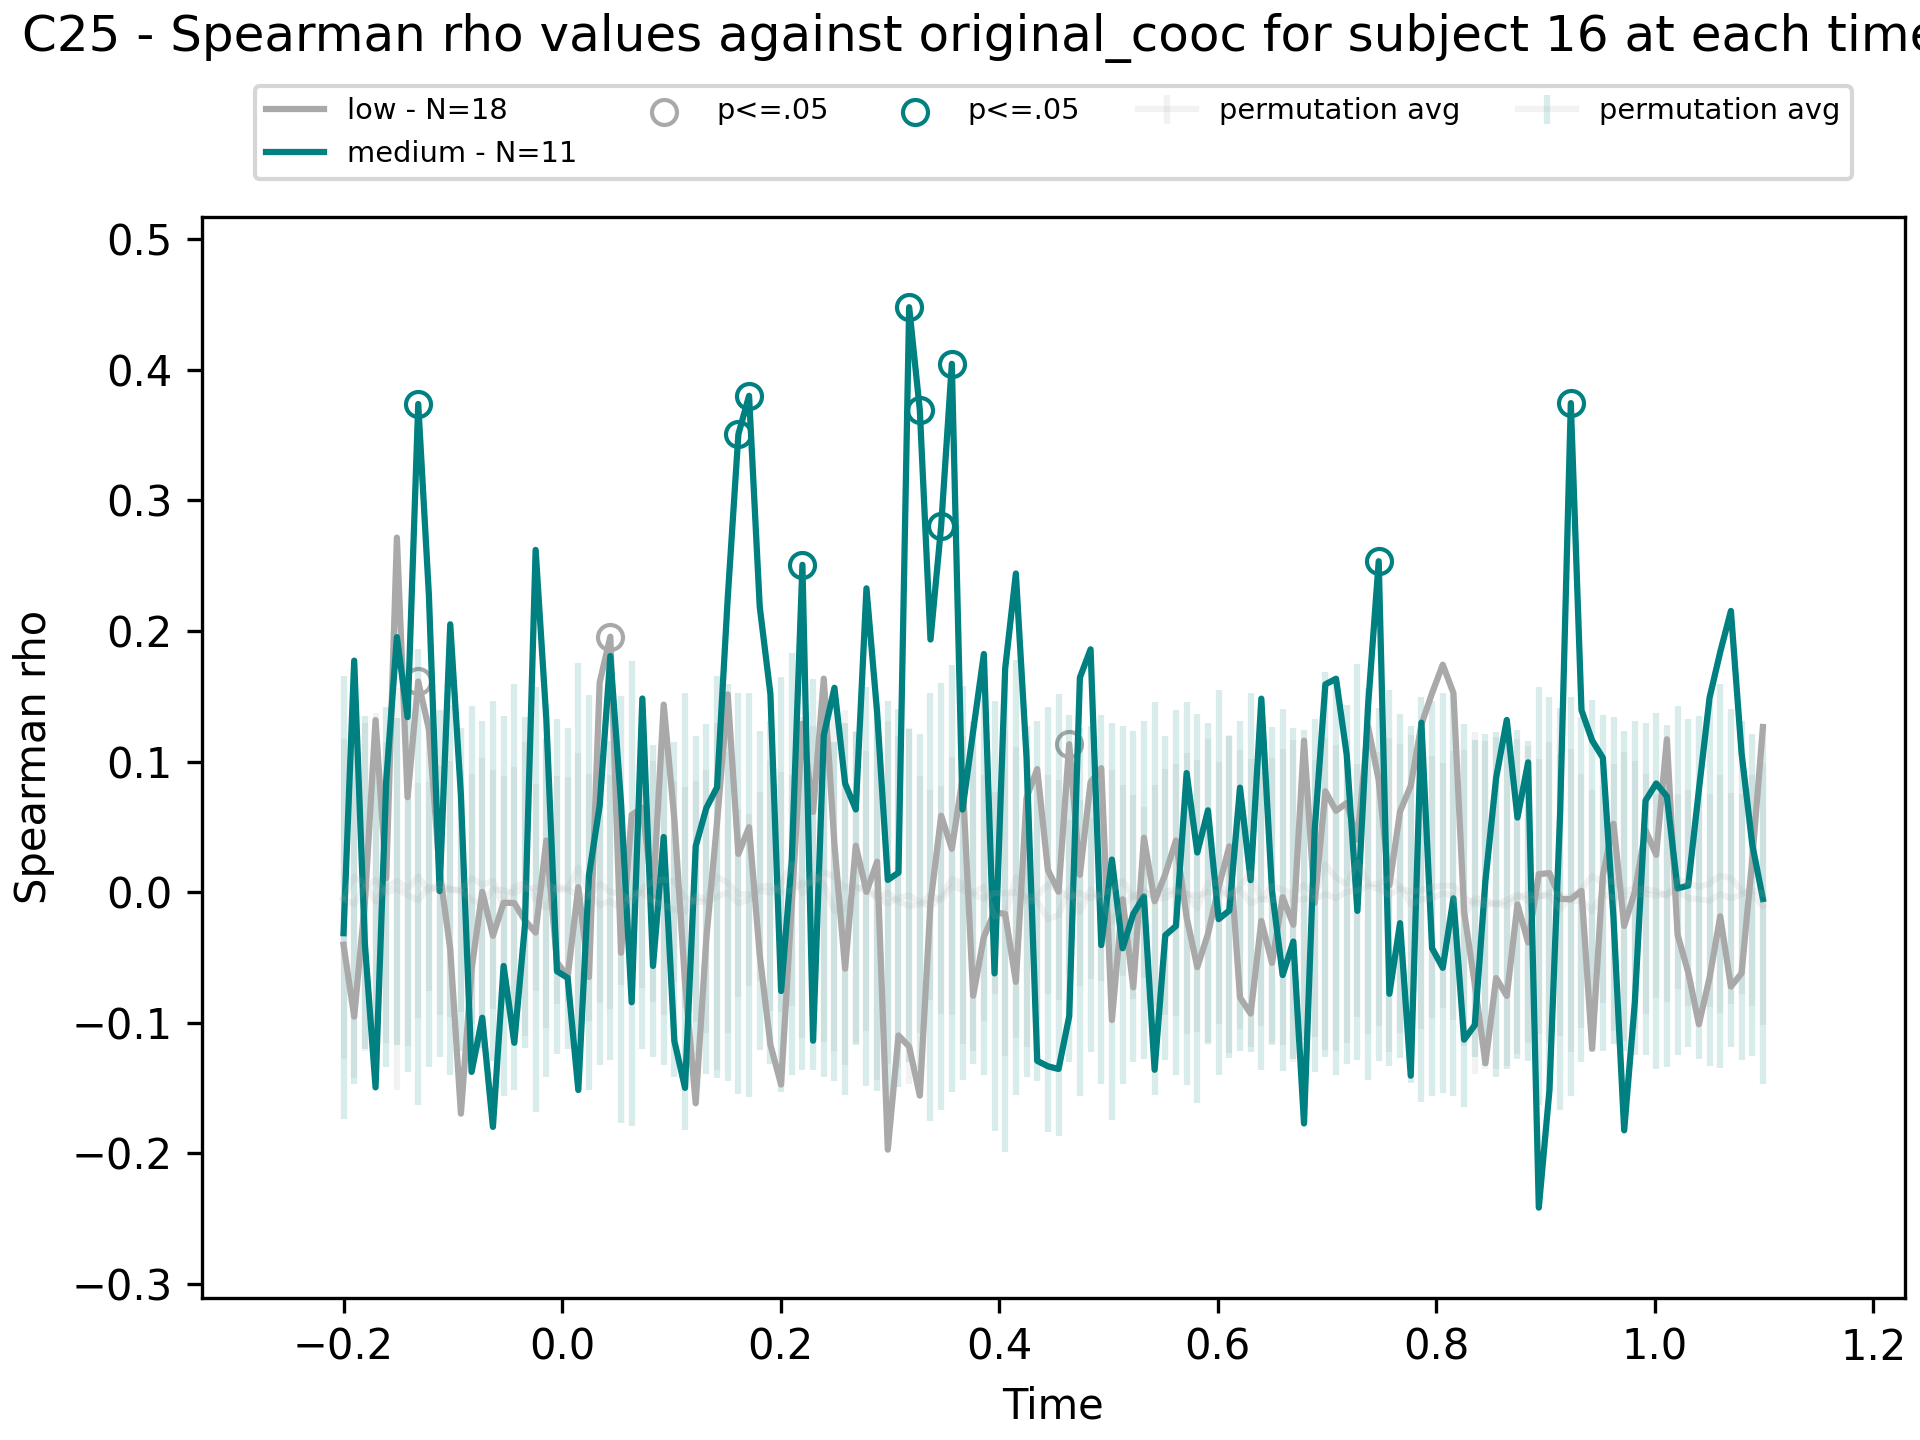 C25 - Spearman rho values against original_cooc for subject 16 at each time
low - N=18 p<=.05 p<=.05 permutation avg permutation avg
medium - N=11
0.5
0.4
0.3
0.2
0.1
0.0
−0.1
−0.2
−0.3
Spearman rho
−0.2 0.0 0.2 0.4 0.6 0.8 1.0 1.2
Time